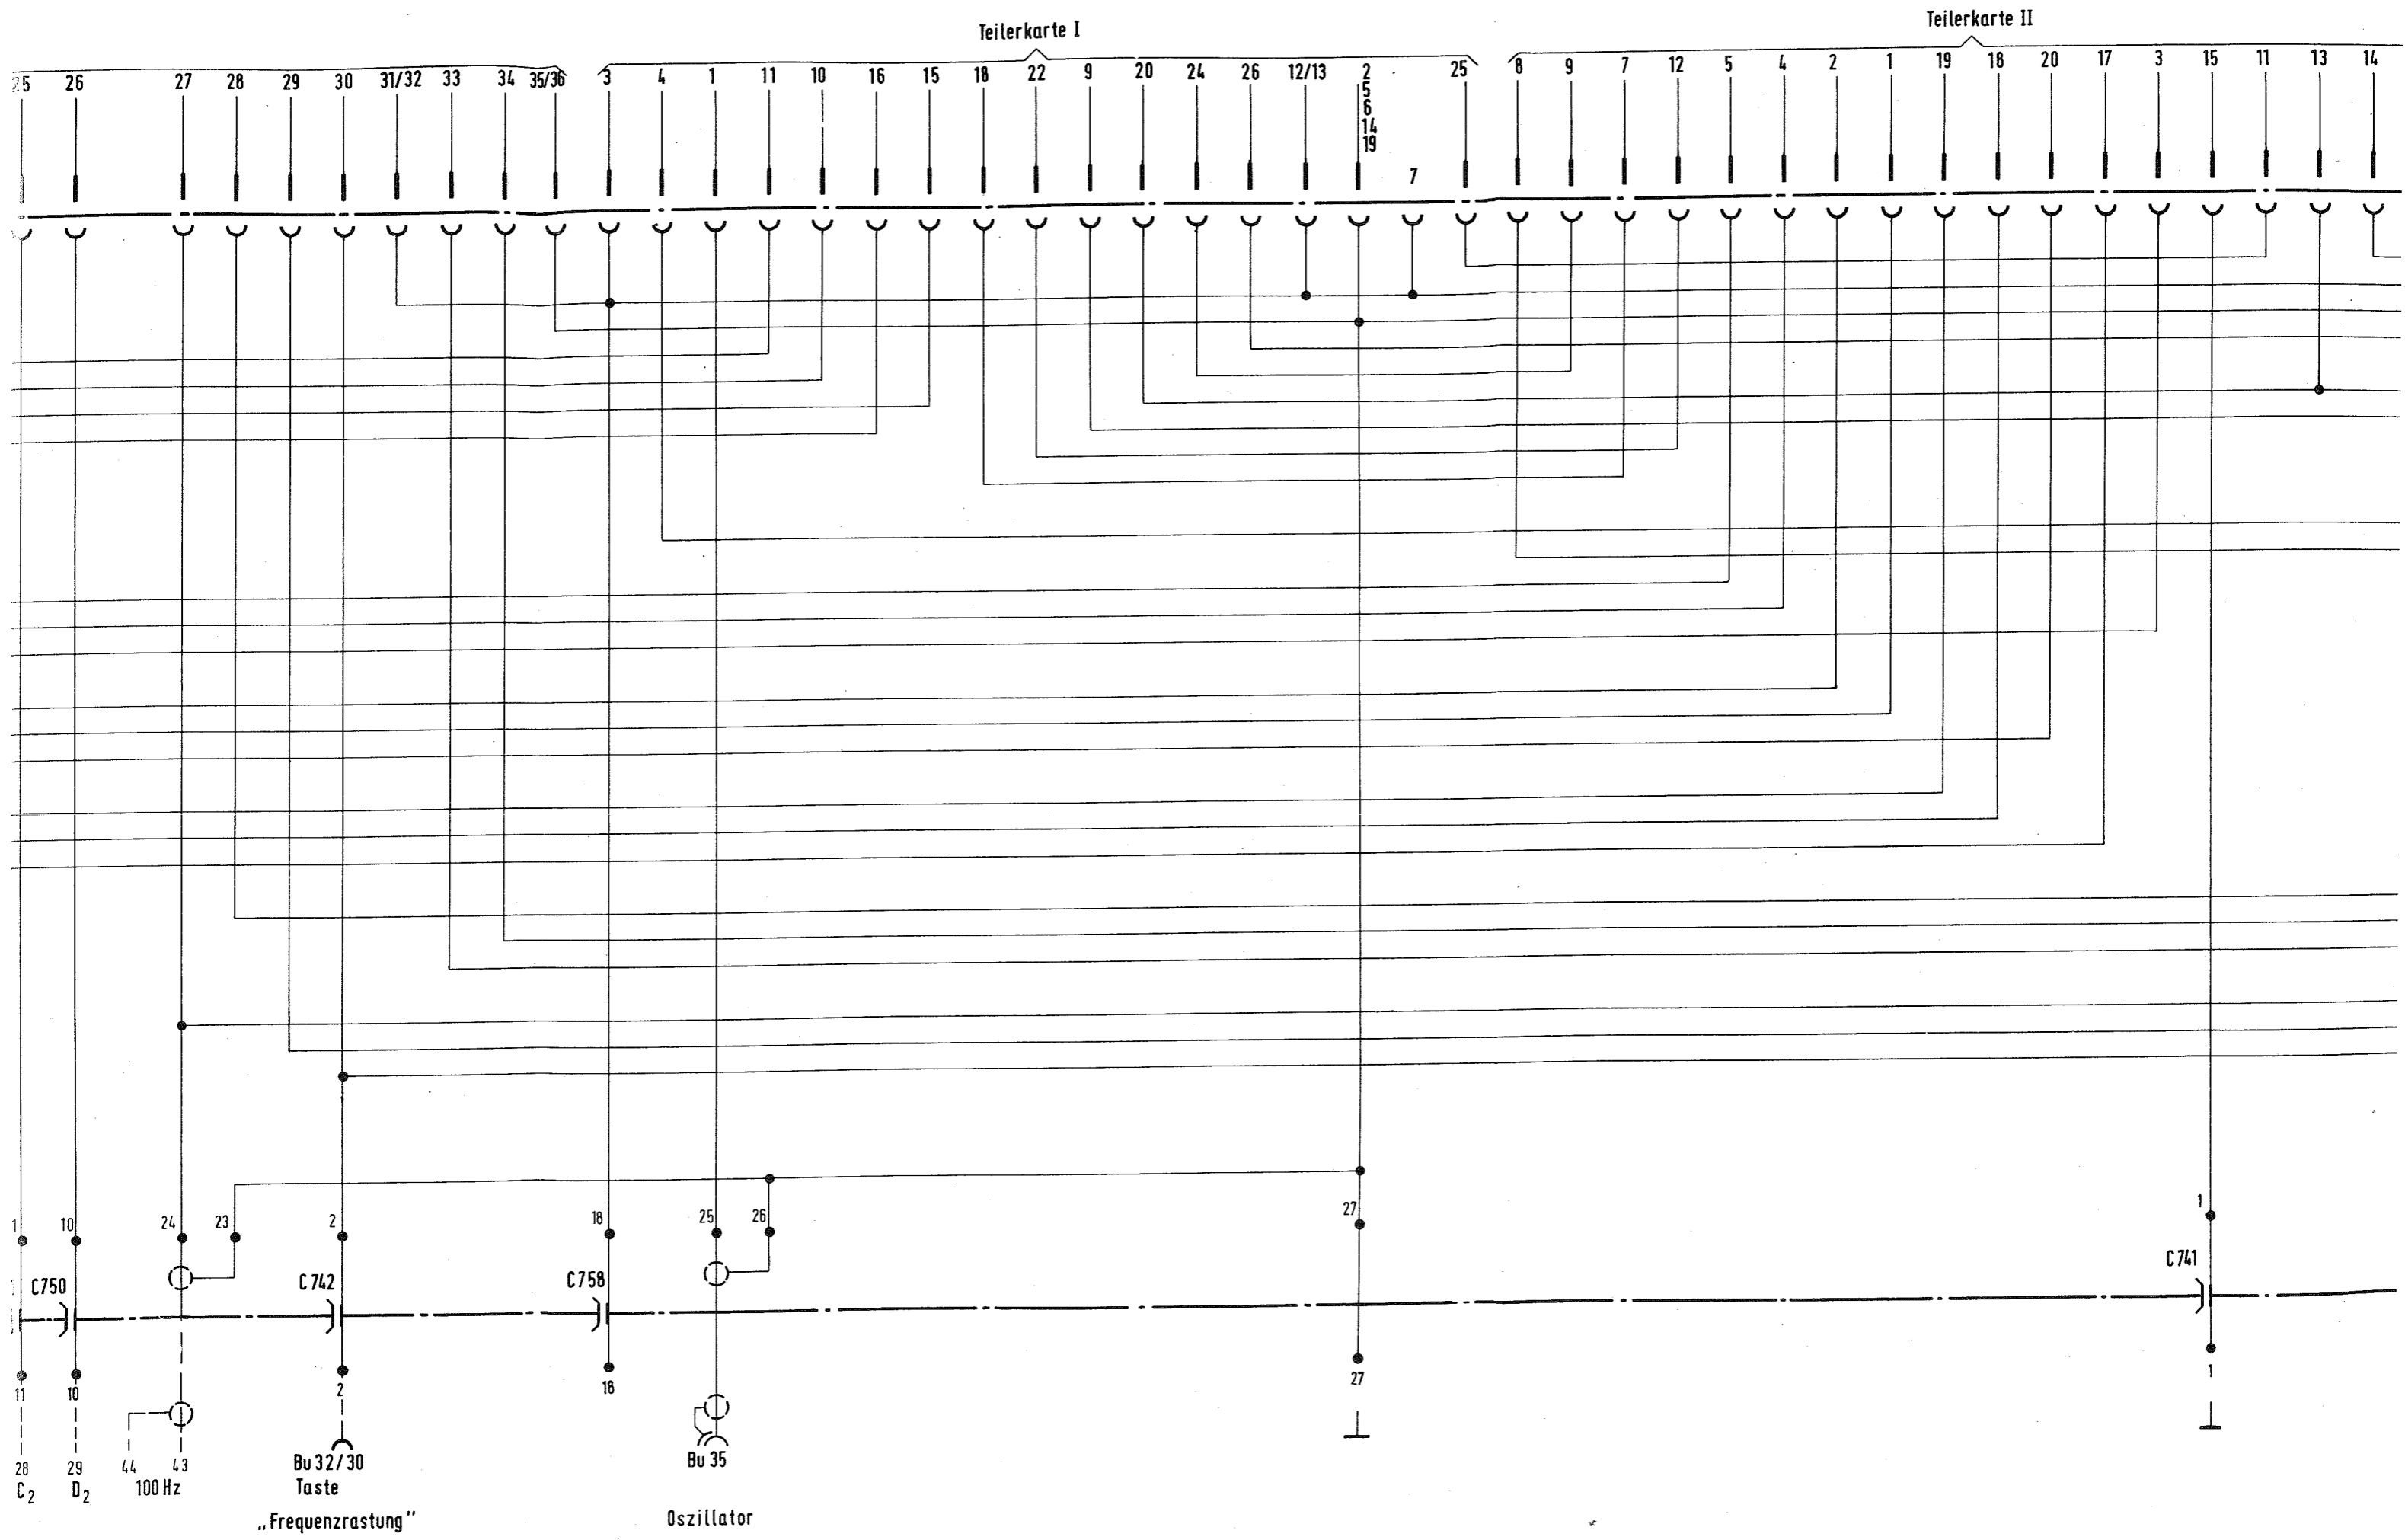 Teilerkarte I
Teilerkarte II
25 26 27 28 29 30 31/32 33 34 35/36 3 4 1 11 10 16 15 18 22 9 20 24 26 12/13 2 25 8 9 7 12 5 4 2 1 19 18 20 17 3 15 11 13 14
5
6
14
19
7
1 10 24 23 2 18 25 26 27 1
C750 C742 C758 C741
11 10 2 18 27 1
28 29 44 43 Bu 32/30 Bu 35
C2 D2 100 Hz Taste
„Frequenzrastung" Oszillator